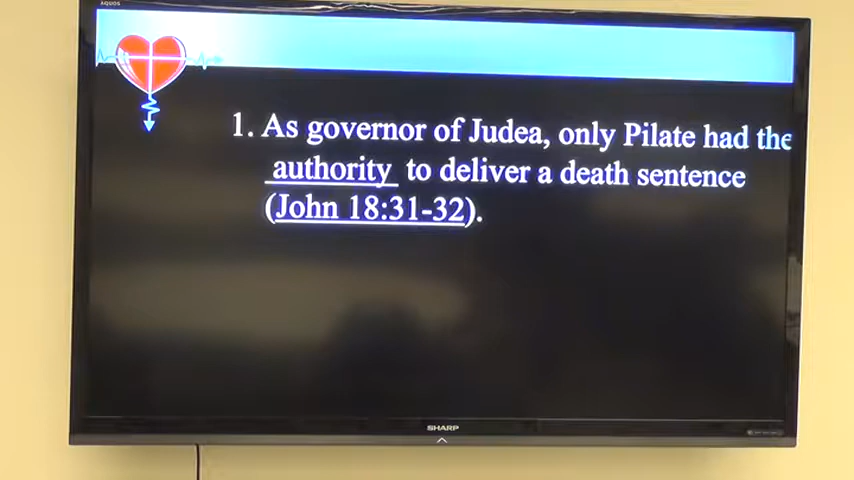 AQUOS
1. As governor of Judea, only Pilate had the
authority to deliver a death sentence
(John 18:31-32).
SHARP